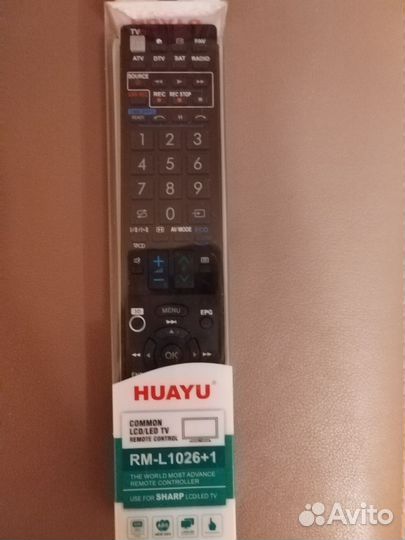 TV
FAV
ATV DTV SAT RADIO
SOURCE
REC REC STOP
READY
1 2 3
4 5 6
7 8 9
0
AV MODE ECO
+
−
MENU
3D
EPG
OK
HUAYU®
COMMON
LCD/LED TV
REMOTE CONTROL
RM-L1026+1
THE WORLD MOST ADVANCE
REMOTE CONTROLLER
USE FOR SHARP LCD/LED TV
Avito